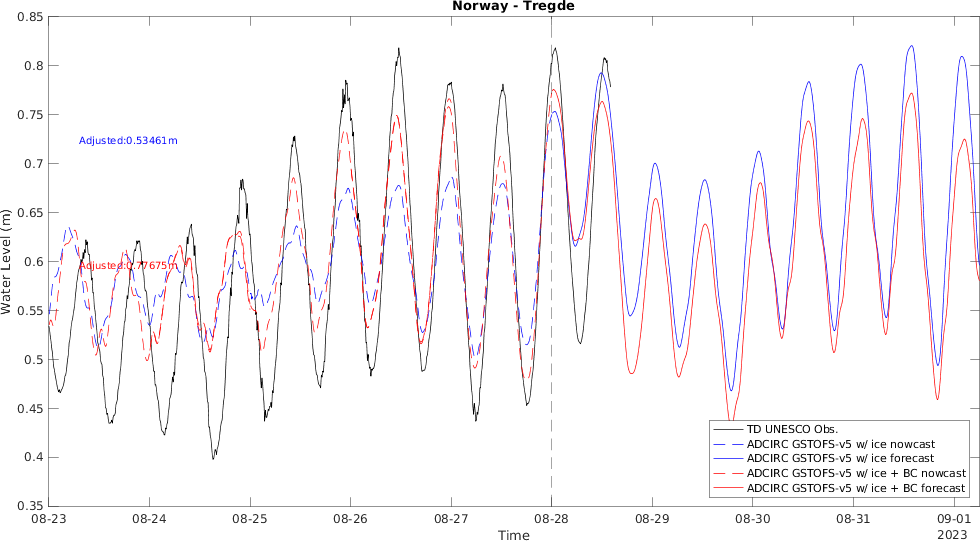 Norway - Tregde
0.85
0.8
0.75
0.7
0.65
0.6
0.55
0.5
0.45
0.4
0.35
Water Level (m)
Adjusted:0.53461m
Adjusted:0.77675m
TD UNESCO Obs.
ADCIRC GSTOFS-v5 w/ ice nowcast
ADCIRC GSTOFS-v5 w/ ice forecast
ADCIRC GSTOFS-v5 w/ ice + BC nowcast
ADCIRC GSTOFS-v5 w/ ice + BC forecast
08-23 08-24 08-25 08-26 08-27 08-28 08-29 08-30 08-31 09-01
2023
Time